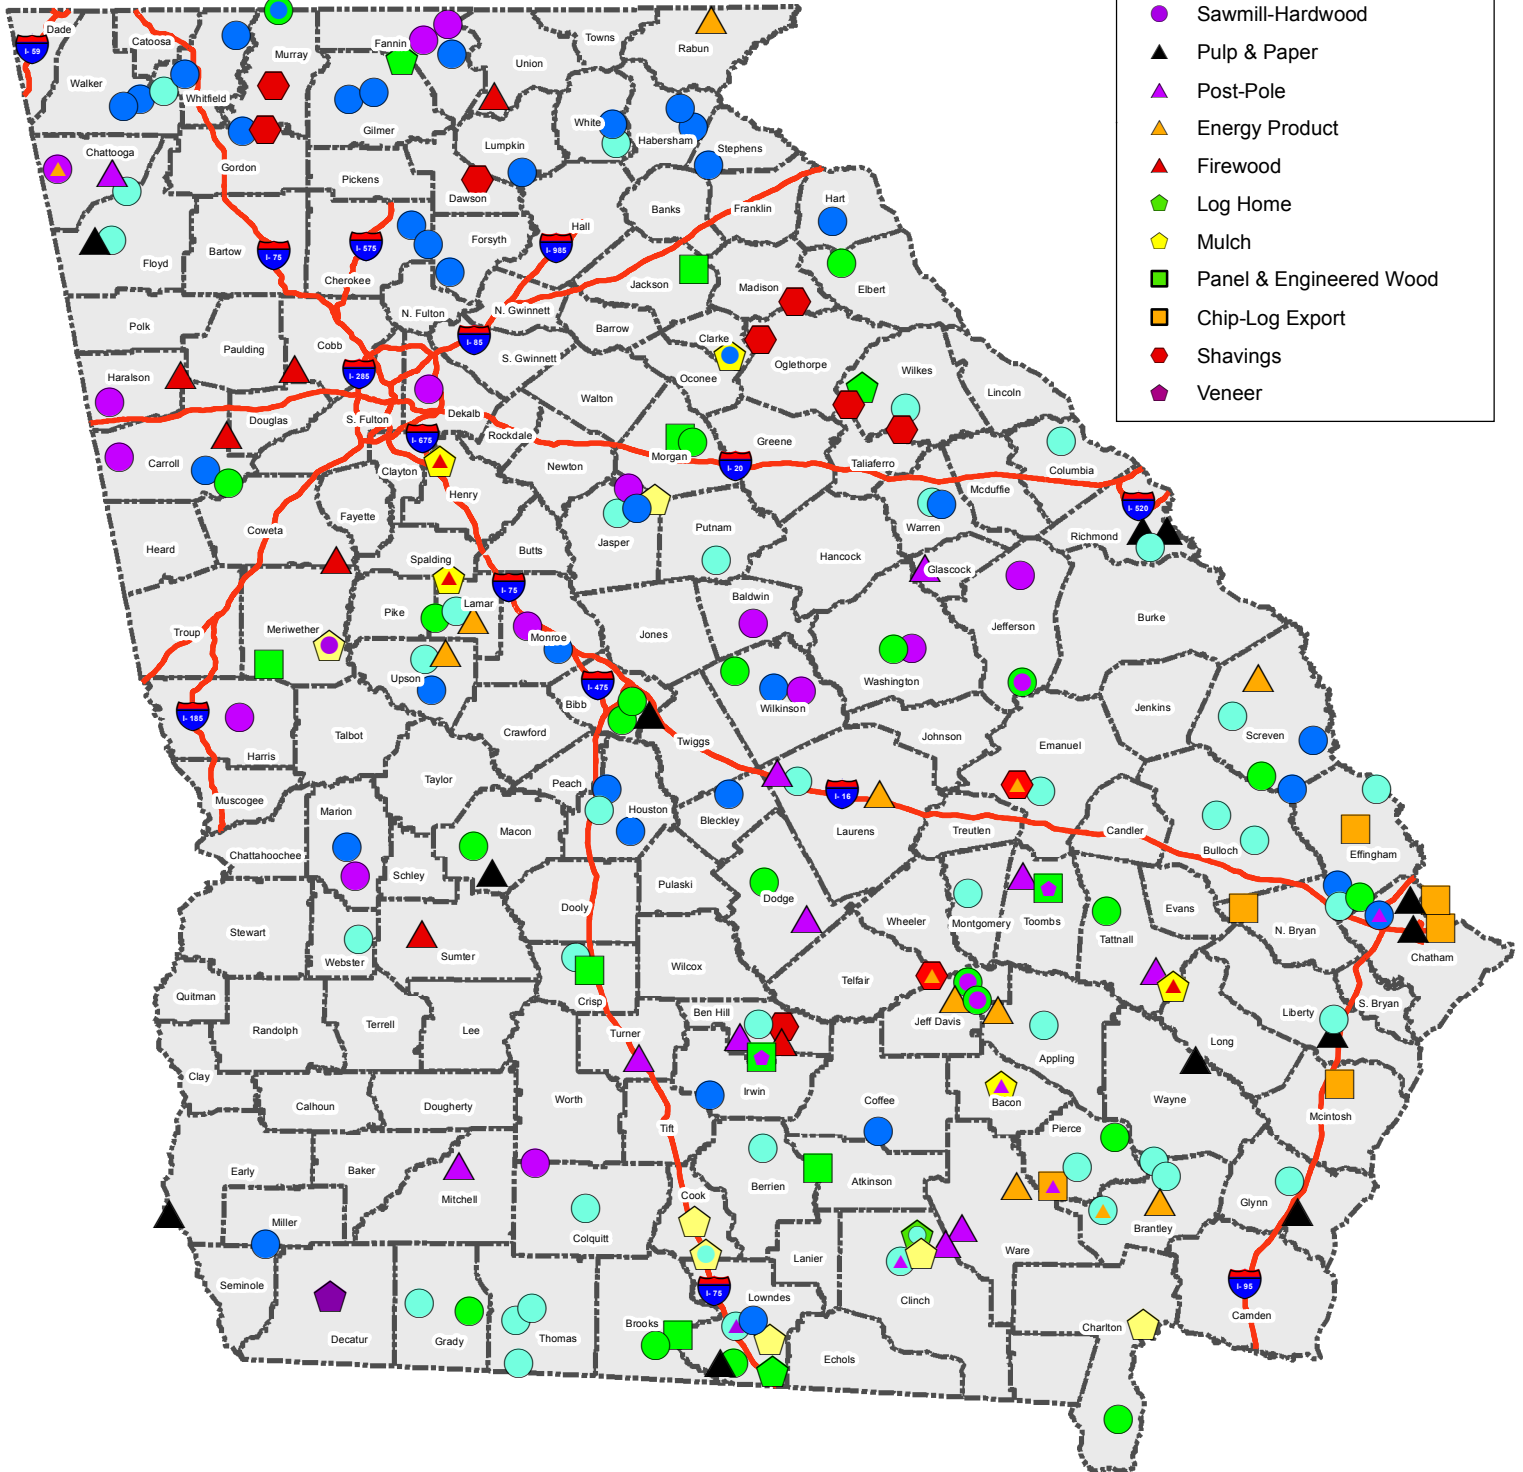 Sawmill-Hardwood
Pulp & Paper
Post-Pole
Energy Product
Firewood
Log Home
Mulch
Panel & Engineered Wood
Chip-Log Export
Shavings
Veneer
Dade
Catoosa
Murray
Fannin
Union
Towns
Rabun
I- 59
Walker
Whitfield
Gilmer
White
Habersham
Stephens
Lumpkin
Chattooga
Gordon
Pickens
Dawson
Banks
Franklin
Hart
Hall
Forsyth
Bartow
Floyd
I- 75
I- 575
I- 985
Cherokee
Jackson
Madison
Elbert
N. Fulton
N. Gwinnett
Polk
Paulding
Cobb
I- 85
Barrow
Clarke
S. Gwinnett
Oglethorpe
Wilkes
Haralson
I- 285
Oconee
Lincoln
Walton
Douglas
S. Fulton
Dekalb
I- 675
Rockdale
Greene
Morgan
I- 20
Taliaferro
Columbia
Carroll
Clayton
Newton
Henry
Mcduffie
I- 520
Coweta
Fayette
Putnam
Warren
Richmond
Heard
Spalding
Butts
Jasper
Hancock
Glascock
I- 75
Baldwin
Pike
Lamar
Jefferson
Burke
Troup
Meriwether
Monroe
Jones
Upson
I- 475
Washington
Bibb
Wilkinson
Jenkins
I- 185
Talbot
Crawford
Twiggs
Johnson
Emanuel
Screven
Harris
Taylor
Peach
Muscogee
Marion
Macon
Houston
Bleckley
I- 16
Laurens
Treutlen
Candler
Bulloch
Effingham
Chattahoochee
Schley
Pulaski
Dooly
Dodge
Wheeler
Montgomery
Toombs
Tattnall
Evans
N. Bryan
Chatham
Stewart
Webster
Sumter
Wilcox
Telfair
Quitman
Crisp
Ben Hill
Jeff Davis
Liberty
S. Bryan
Randolph
Terrell
Lee
Turner
Appling
Long
Clay
Irwin
Calhoun
Dougherty
Worth
Coffee
Bacon
Wayne
Mcintosh
Tift
Pierce
Early
Baker
Mitchell
Berrien
Atkinson
Cook
Glynn
Miller
Colquitt
Brantley
Lanier
Ware
Seminole
I- 75
Lowndes
Clinch
I- 95
Camden
Decatur
Grady
Thomas
Brooks
Echols
Charlton